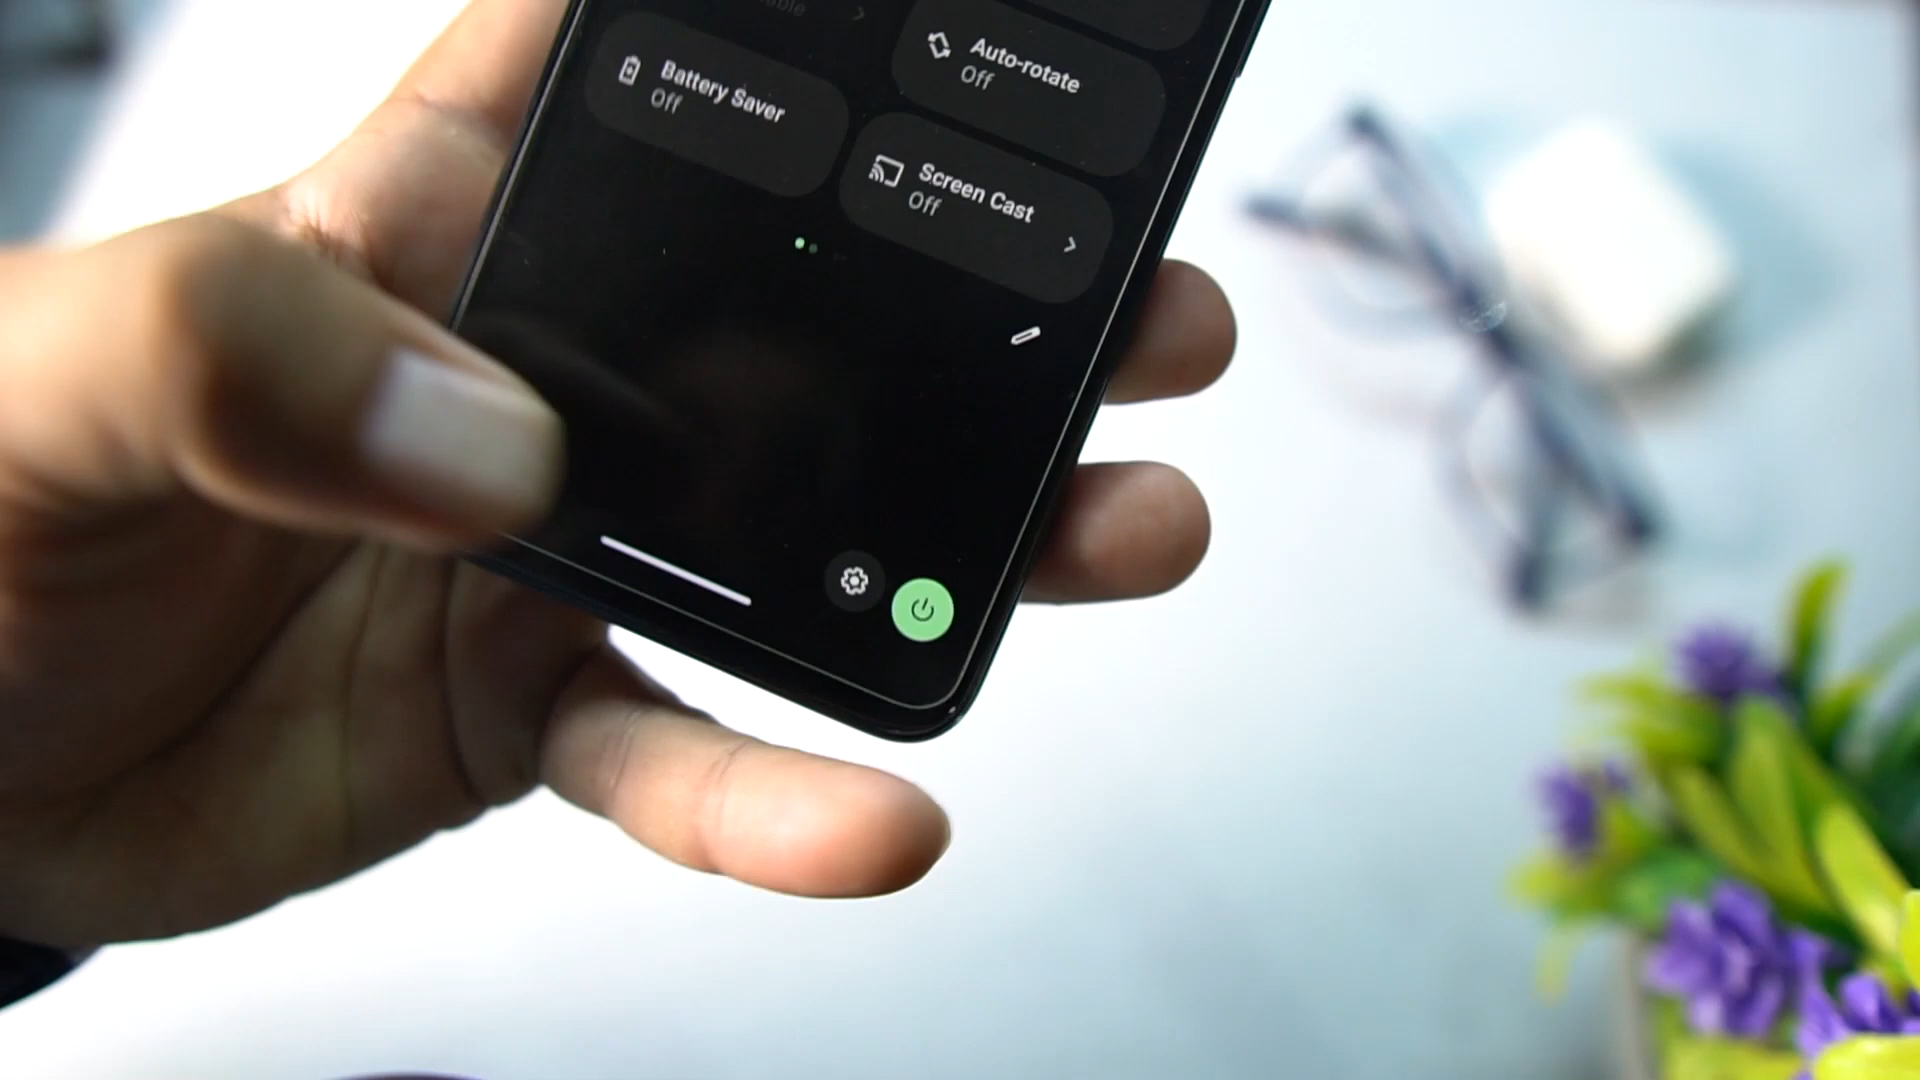 Auto-rotate
Off
Battery Saver
Off
Screen Cast
Off